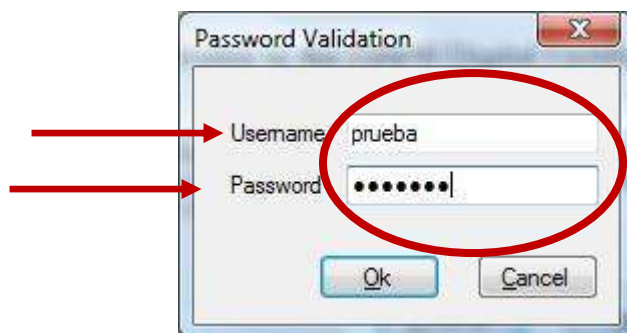 Password Validation
Username prueba
Password •••••••
Ok Cancel